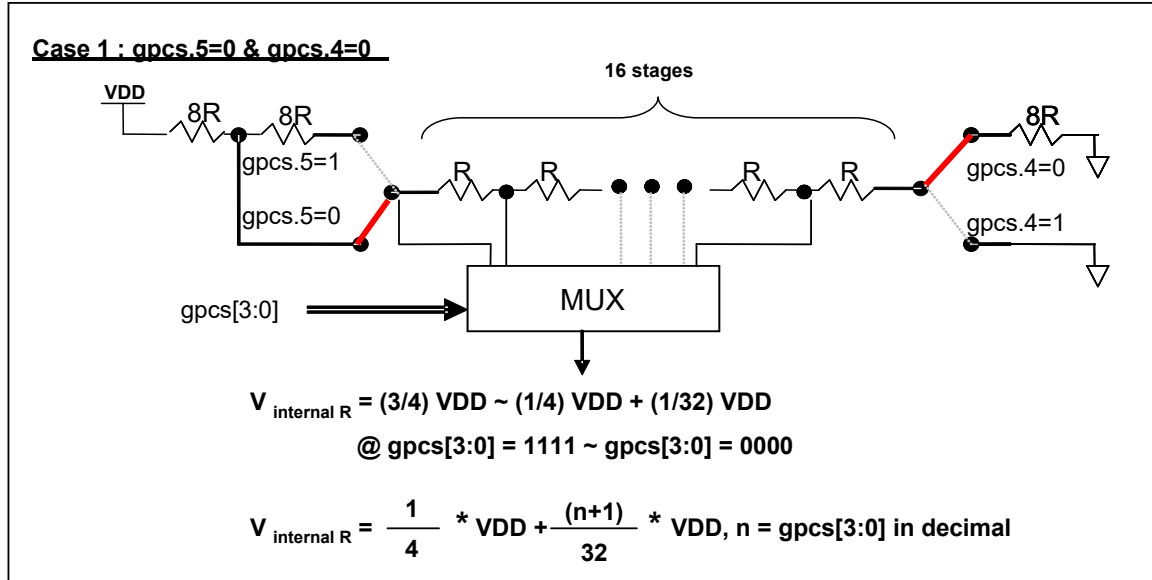 Case 1 : gpcs.5=0 & gpcs.4=0
16 stages
VDD
8R
8R
8R
gpcs.5=1
gpcs.5=0
R
R
R
R
gpcs.4=0
gpcs.4=1
MUX
gpcs[3:0]
V internal R = (3/4) VDD ~ (1/4) VDD + (1/32) VDD
@ gpcs[3:0] = 1111 ~ gpcs[3:0] = 0000
V internal R = 1/4 * VDD + (n+1)/32 * VDD, n = gpcs[3:0] in decimal